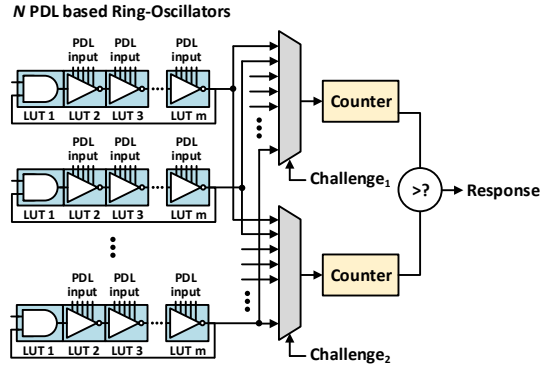 N PDL based Ring-Oscillators
PDL PDL PDL
input input input
LUT 1 LUT 2 LUT 3 LUT m
PDL PDL PDL
input input input
LUT 1 LUT 2 LUT 3 LUT m
PDL PDL PDL
input input input
LUT 1 LUT 2 LUT 3 LUT m
Counter
Challenge1
>? Response
Counter
Challenge2